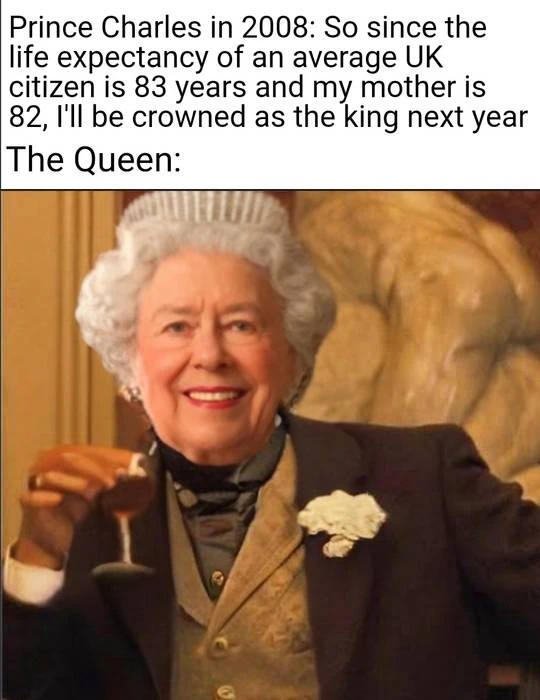 Prince Charles in 2008: So since the
life expectancy of an average UK
citizen is 83 years and my mother is
82, I'll be crowned as the king next year
The Queen: